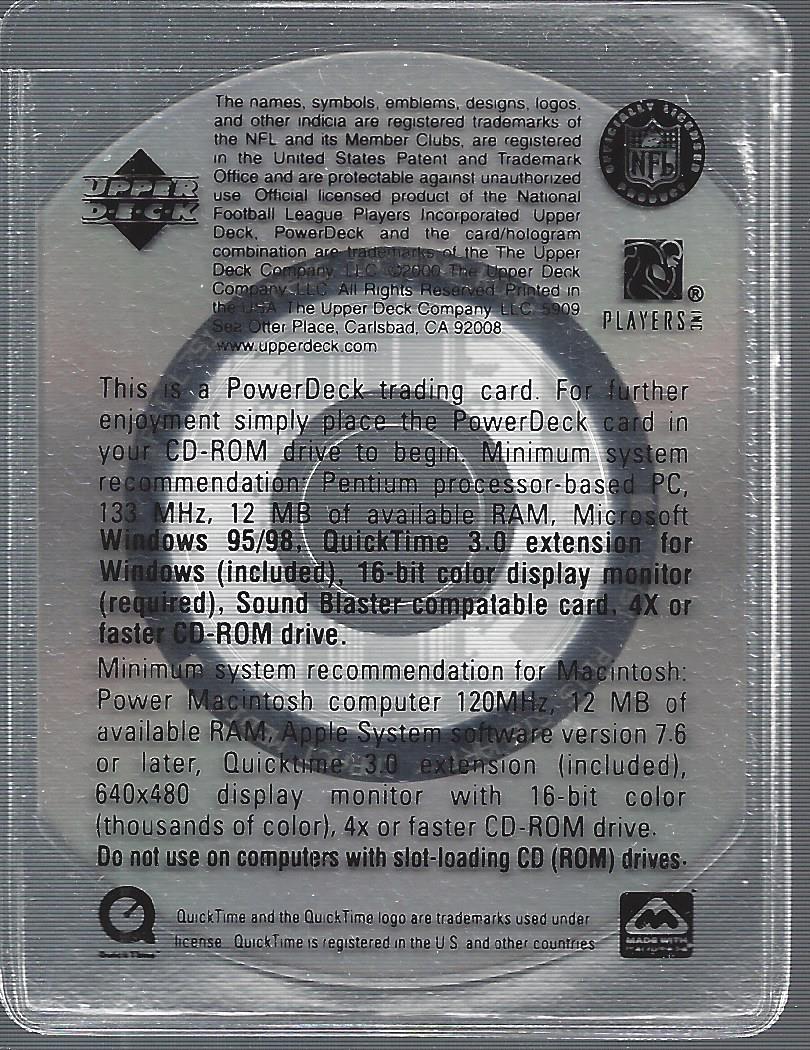 The names, symbols, emblems, designs, logos,
and other indicia are registered trademarks of
the NFL and its Member Clubs, are registered
in the United States Patent and Trademark
Office and are protectable against unauthorized
use Official licensed product of the National
Football League Players Incorporated Upper
Deck, PowerDeck and the card/hologram
combination are trademarks of the The Upper
Deck Company, LLC ©2000 The Upper Deck
Company LLC All Rights Reserved Printed in
the USA The Upper Deck Company LLC 5909
Sea Otter Place, Carlsbad, CA 92008
www.upperdeck.com
UPPER
DECK
OFFICIALLY LICENSED
NFL
PRODUCT
®
PLAYERS INC
This is a PowerDeck trading card. For further
enjoyment simply place the PowerDeck card in
your CD-ROM drive to begin. Minimum system
recommendation: Pentium processor-based PC,
133 MHz, 12 MB of available RAM, Microsoft
Windows 95/98, QuickTime 3.0 extension for
Windows (included), 16-bit color display monitor
(required), Sound Blaster compatable card, 4X or
faster CD-ROM drive.
Minimum system recommendation for Macintosh:
Power Macintosh computer 120MHz, 12 MB of
available RAM, Apple System software version 7.6
or later, Quicktime 3.0 extension (included),
640x480 display monitor with 16-bit color
(thousands of color), 4x or faster CD-ROM drive.
Do not use on computers with slot-loading CD (ROM) drives.
QuickTime and the QuickTime logo are trademarks used under
license QuickTime is registered in the U S and other countries
QuickTime
MADE WITH